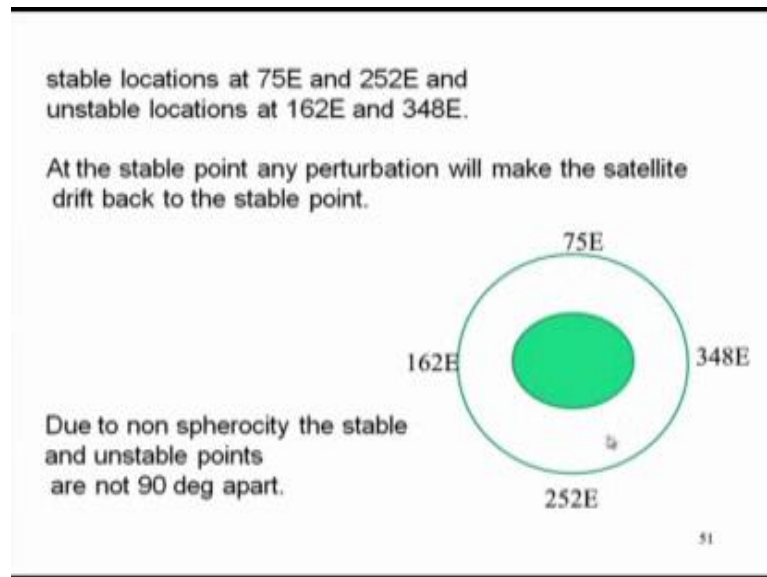 stable locations at 75E and 252E and
unstable locations at 162E and 348E.
At the stable point any perturbation will make the satellite
drift back to the stable point.
75E
162E
348E
Due to non spherocity the stable
and unstable points
are not 90 deg apart.
252E
51